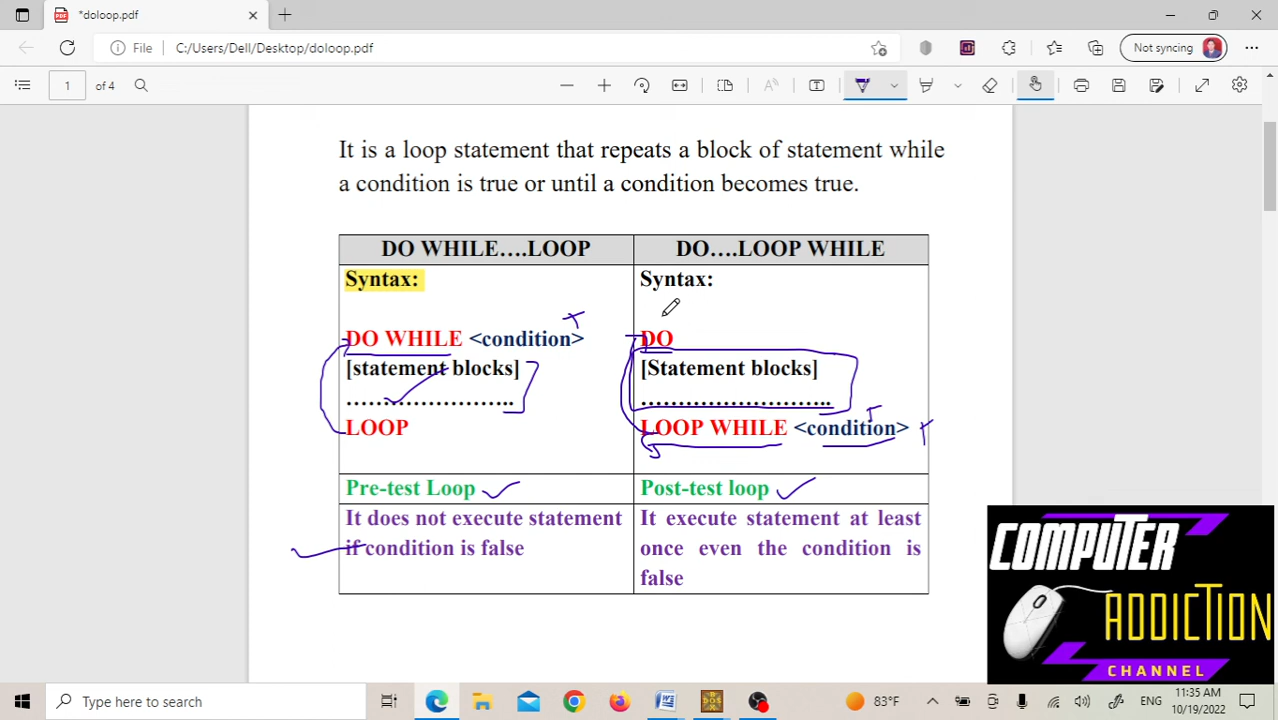 *doloop.pdf
File
C:/Users/Dell/Desktop/doloop.pdf
Not syncing
1
of 4
It is a loop statement that repeats a block of statement while
a condition is true or until a condition becomes true.
DO WHILE....LOOP
DO....LOOP WHILE
Syntax:
Syntax:
T
DO WHILE <condition>
DO
[statement blocks]
[Statement blocks]
........................
..............................
T
LOOP
LOOP WHILE <condition>
Pre-test Loop
Post-test loop
It does not execute statement
if condition is false
It execute statement at least
once even the condition is
false
COMPUTER
ADDICTION
CHANNEL
Type here to search
83°F
ENG
11:35 AM
10/19/2022